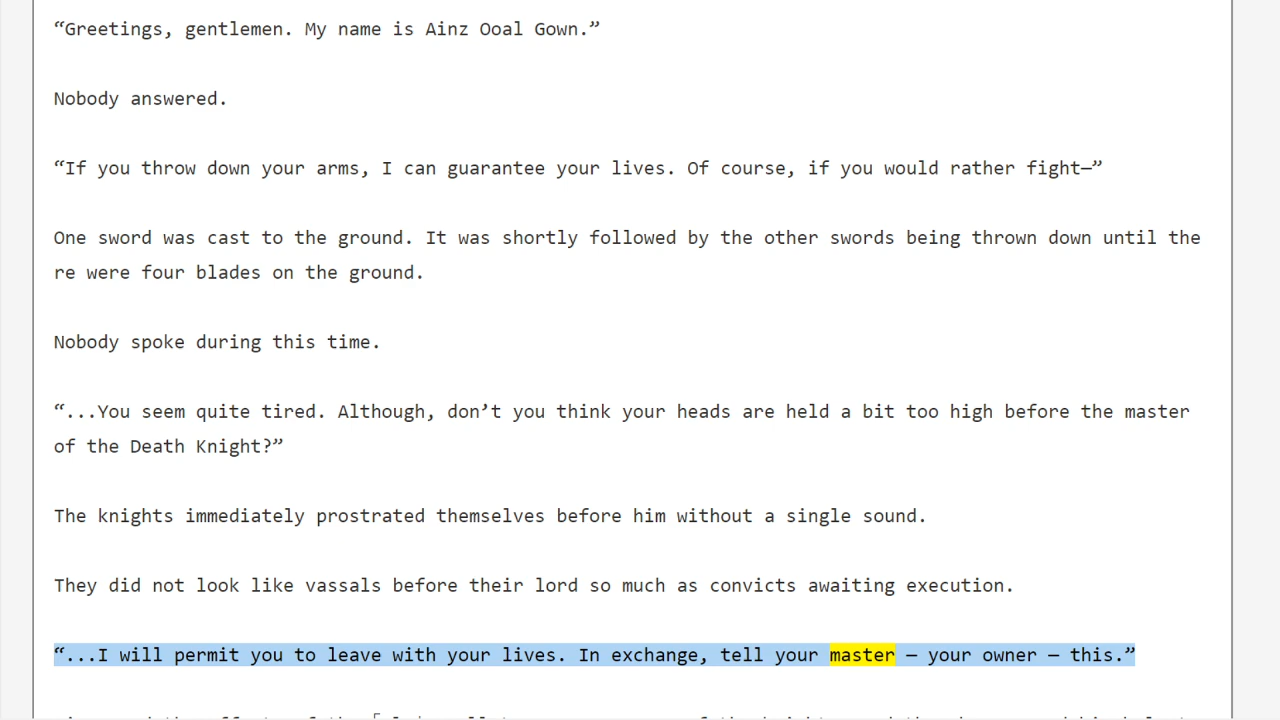 “Greetings, gentlemen. My name is Ainz Ooal Gown.”
Nobody answered.
“If you throw down your arms, I can guarantee your lives. Of course, if you would rather fight—”
One sword was cast to the ground. It was shortly followed by the other swords being thrown down until the
re were four blades on the ground.
Nobody spoke during this time.
“...You seem quite tired. Although, don’t you think your heads are held a bit too high before the master
of the Death Knight?”
The knights immediately prostrated themselves before him without a single sound.
They did not look like vassals before their lord so much as convicts awaiting execution.
“...I will permit you to leave with your lives. In exchange, tell your master — your owner — this.”